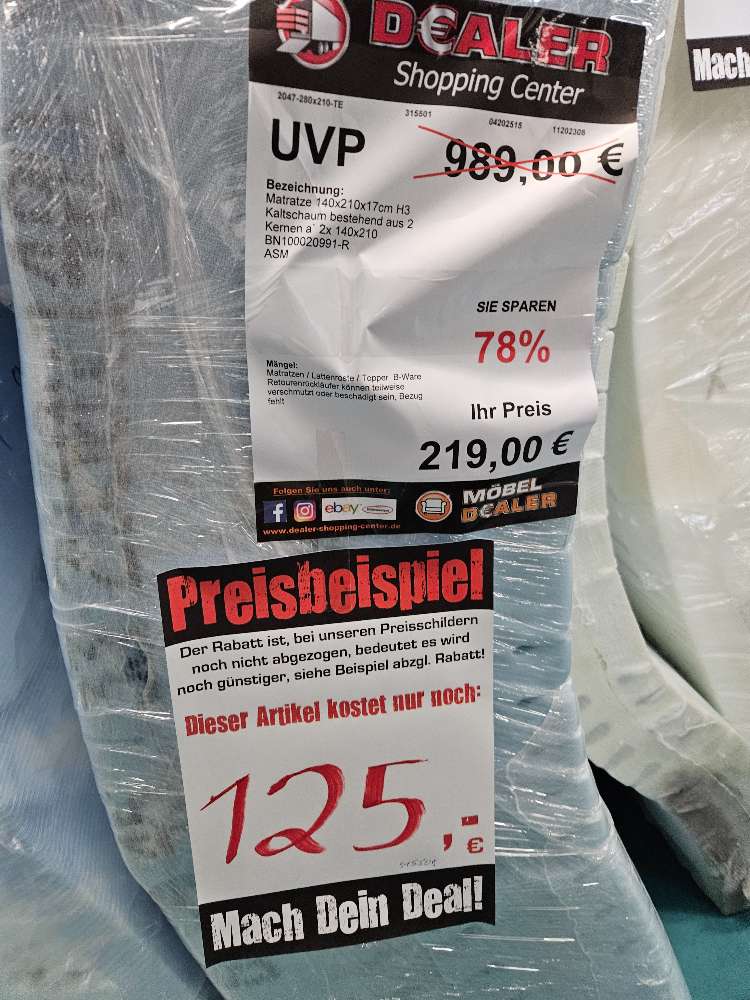 D€ALER
Shopping Center
Mach
2047-280x210-TE
315501
04202515
11202306
UVP
989,00 €
Bezeichnung:
Matratze 140x210x17cm H3
Kaltschaum bestehend aus 2
Kernen a` 2x 140x210
BN100020991-R
ASM
SIE SPAREN
78%
Mängel:
Matratzen / Lattenroste / Topper B-Ware
Retourenrückläufer können teilweise
verschmutzt oder beschädigt sein, Bezug
fehlt
Ihr Preis
219,00 €
Folgen Sie uns auch unter:
ebay
www.dealer-shopping-center.de
MÖBEL
D€ALER
Preisbeispiel
Der Rabatt ist, bei unseren Preisschildern
noch nicht abgezogen, bedeutet es wird
noch günstiger, siehe Beispiel abzgl. Rabatt!
Dieser Artikel kostet nur noch:
125,- €
Mach Dein Deal!